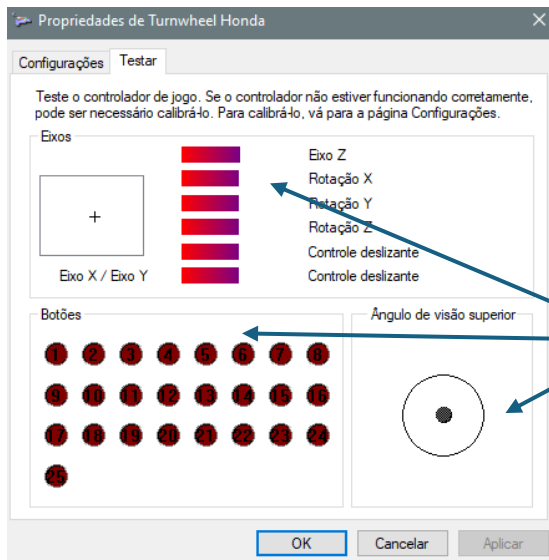 Propriedades de Turnwheel Honda
Configurações Testar
Teste o controlador de jogo. Se o controlador não estiver funcionando corretamente,
pode ser necessário calibrá-lo. Para calibrá-lo, vá para a página Configurações.
Eixos
Eixo Z
Rotação X
Rotação Y
Rotação Z
Controle deslizante
Eixo X / Eixo Y Controle deslizante
Botões
1 2 3 4 5 6 7 8
9 10 11 12 13 14 15 16
17 18 19 20 21 22 23 24
25
Ângulo de visão superior
OK Cancelar Aplicar